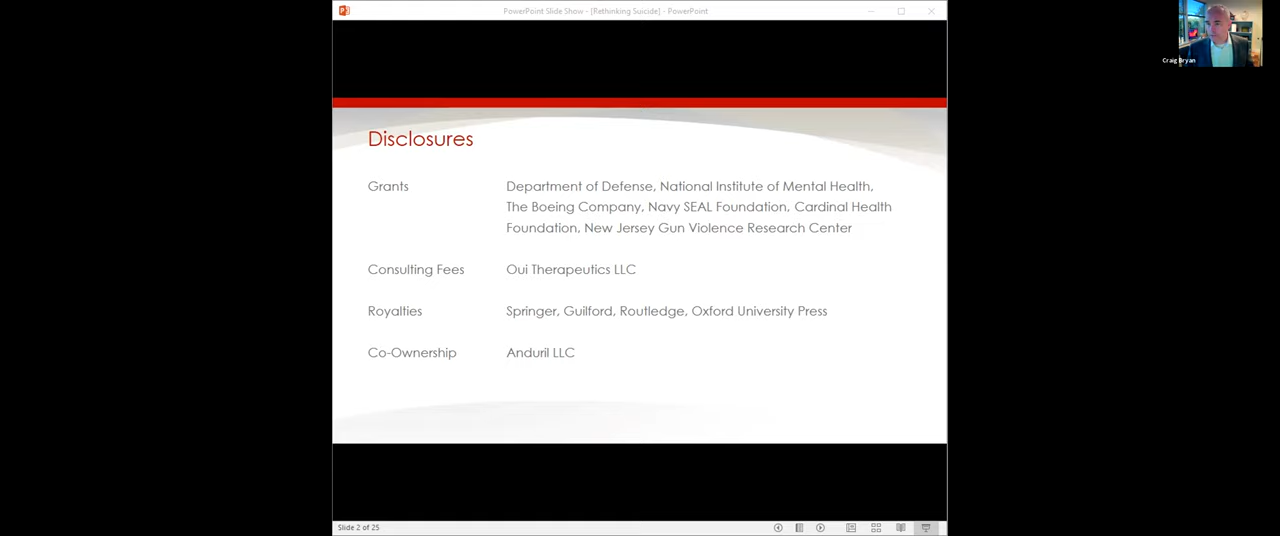 PowerPoint Slide Show - [Rethinking Suicide] - PowerPoint
Craig Bryan
Disclosures
Grants
Department of Defense, National Institute of Mental Health,
The Boeing Company, Navy SEAL Foundation, Cardinal Health
Foundation, New Jersey Gun Violence Research Center
Consulting Fees
Oui Therapeutics LLC
Royalties
Springer, Guilford, Routledge, Oxford University Press
Co-Ownership
Anduril LLC
Slide 2 of 25